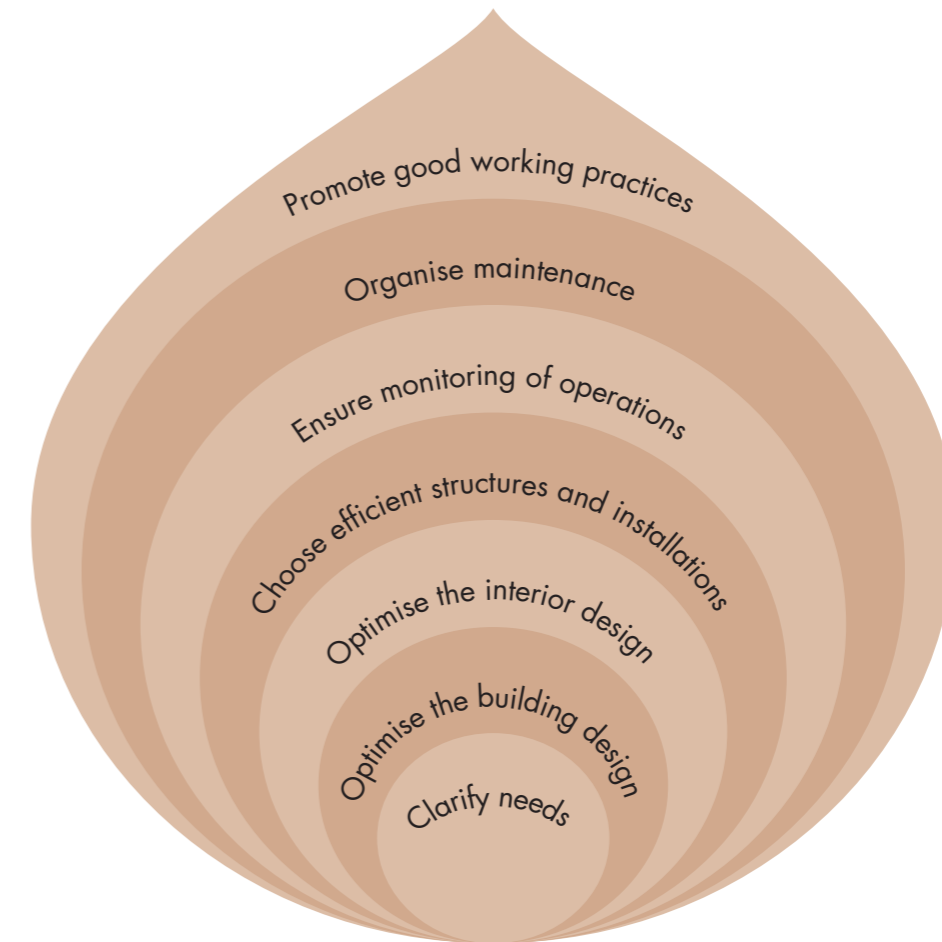 Promote good working practices
Organise maintenance
Ensure monitoring of operations
Choose efficient structures and installations
Optimise the interior design
Optimise the building design
Clarify needs